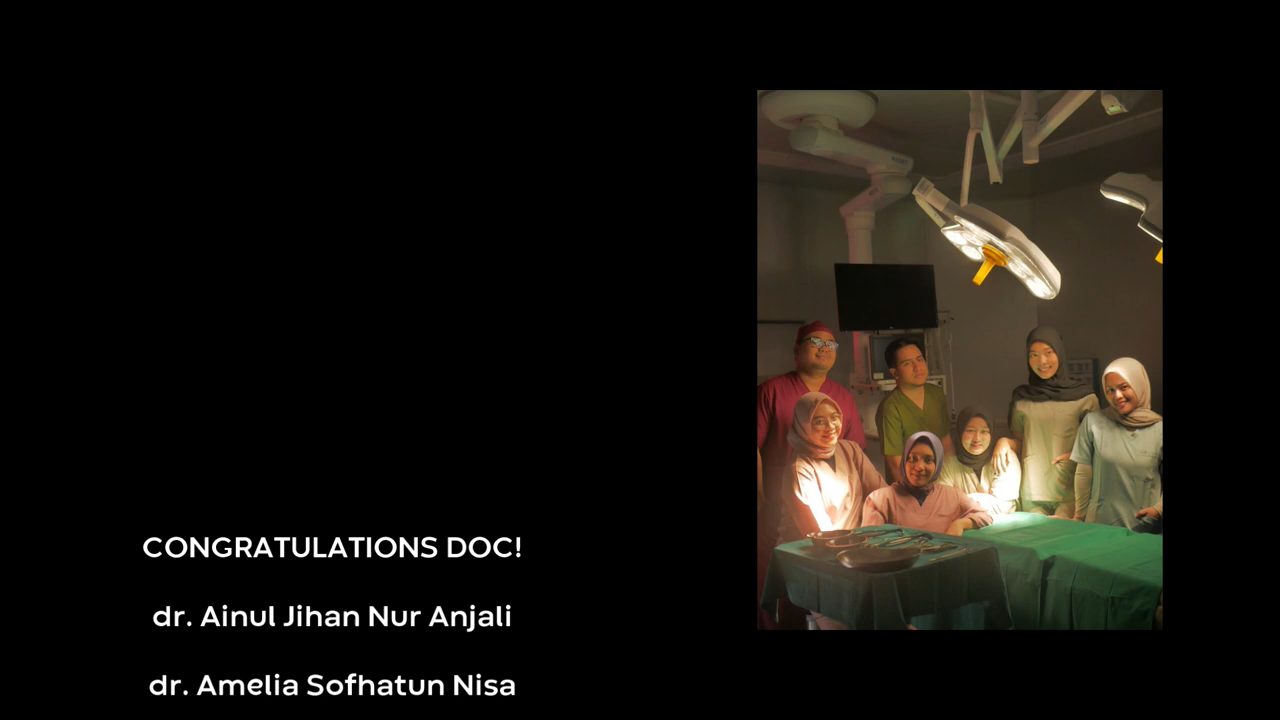 CONGRATULATIONS DOC!
dr. Ainul Jihan Nur Anjali
dr. Amelia Sofhatun Nisa